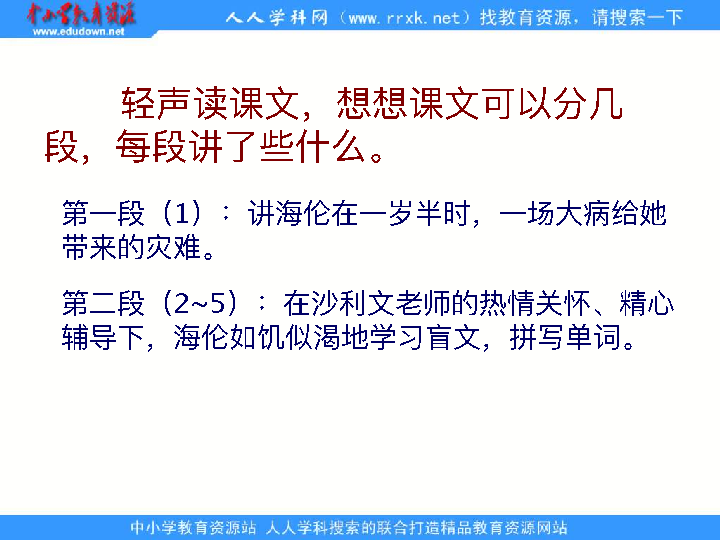 中小学教育资源
www.edudown.net
人人学科网（www.rrxk.net）找教育资源，请搜索一下
轻声读课文，想想课文可以分几
段，每段讲了些什么。
第一段（1）：讲海伦在一岁半时，一场大病给她
带来的灾难。
第二段（2~5）：在沙利文老师的热情关怀、精心
辅导下，海伦如饥似渴地学习盲文，拼写单词。
中小学教育资源站 人人学科搜索的联合打造精品教育资源网站